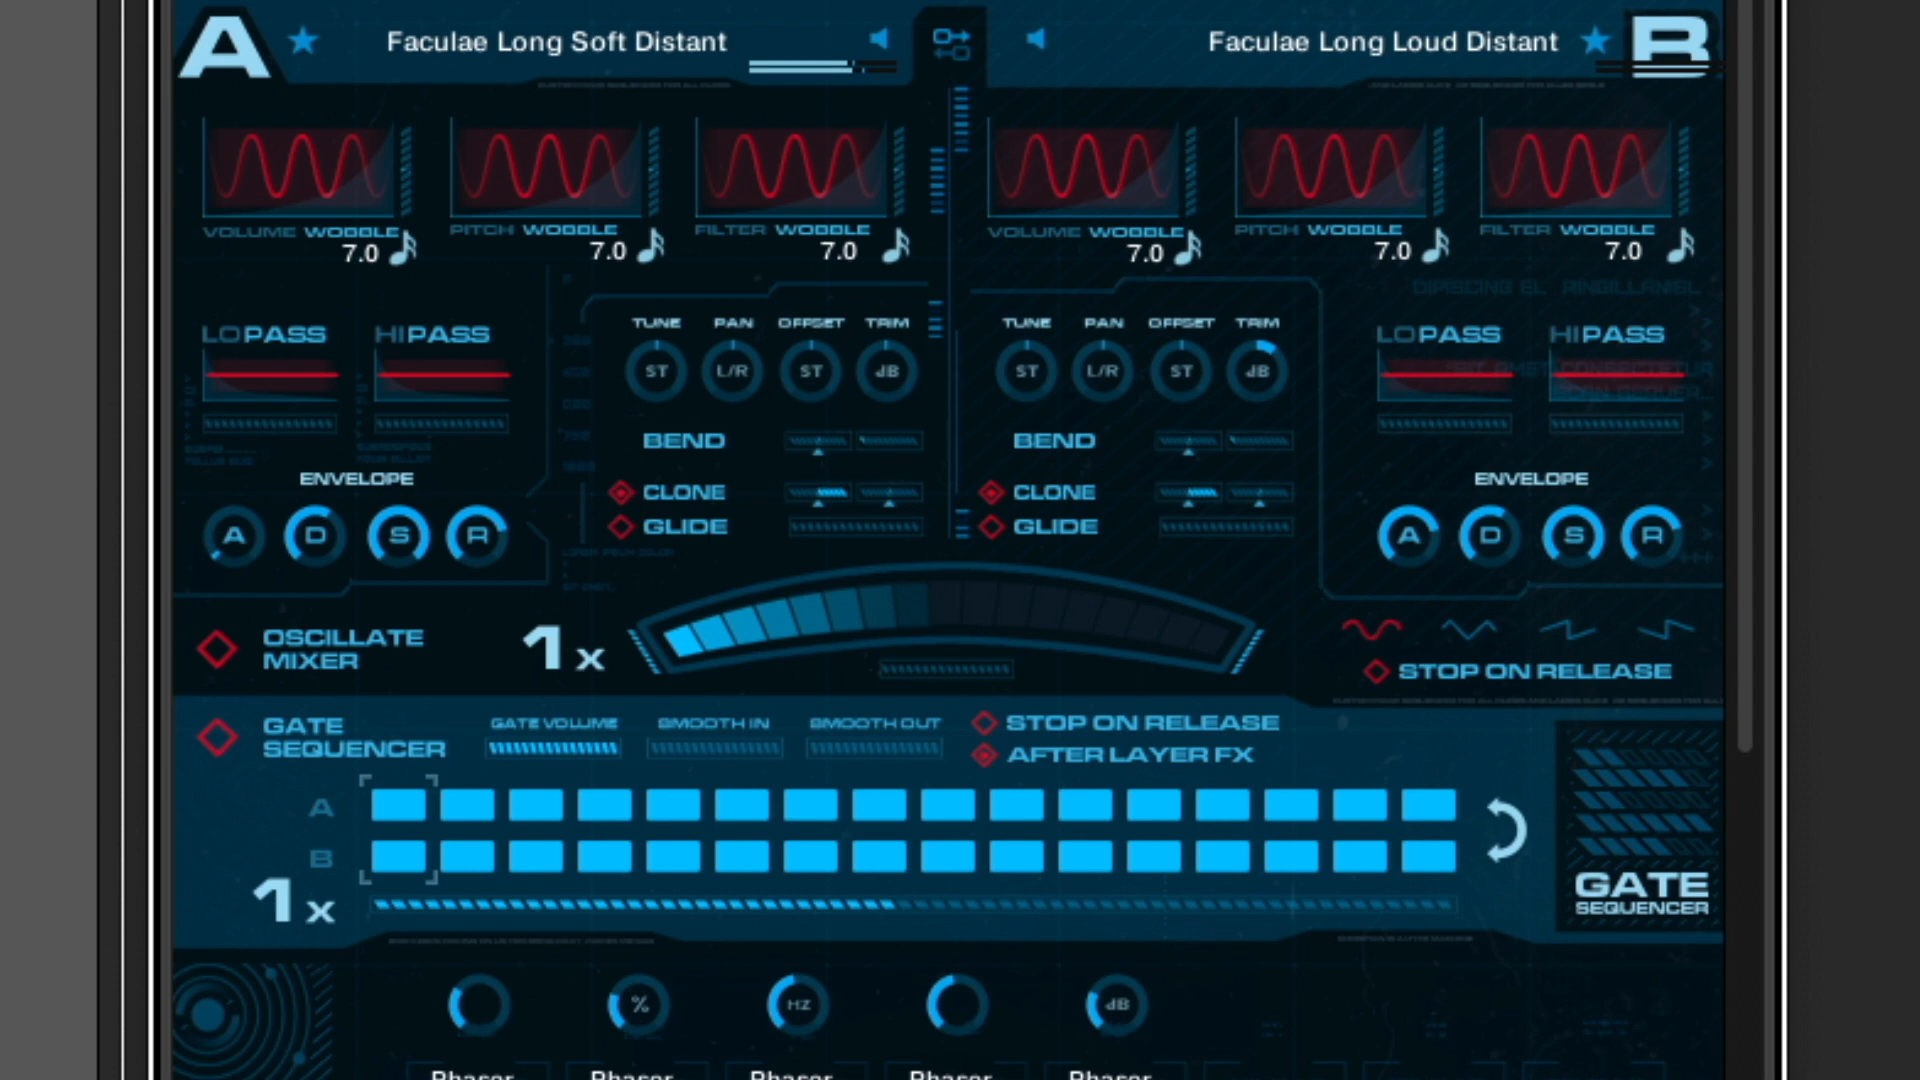 A Faculae Long Soft Distant
Faculae Long Loud Distant B
VOLUME WOBBLE
7.0
PITCH WOBBLE
7.0
FILTER WOBBLE
7.0
VOLUME WOBBLE
7.0
PITCH WOBBLE
7.0
FILTER WOBBLE
7.0
LOPASS HIPASS
ENVELOPE
A D S R
TUNE PAN OFFSET TRIM
ST L/R ST dB
BEND
CLONE
GLIDE
TUNE PAN OFFSET TRIM
ST L/R ST dB
BEND
CLONE
GLIDE
LOPASS HIPASS
ENVELOPE
A D S R
OSCILLATE
MIXER
1 x
STOP ON RELEASE
GATE
SEQUENCER
GATE VOLUME SMOOTH IN SMOOTH OUT
STOP ON RELEASE
AFTER LAYER FX
A
B
1 x
GATE
SEQUENCER
% HZ dB
Phaser Phaser Phaser Phaser Phaser